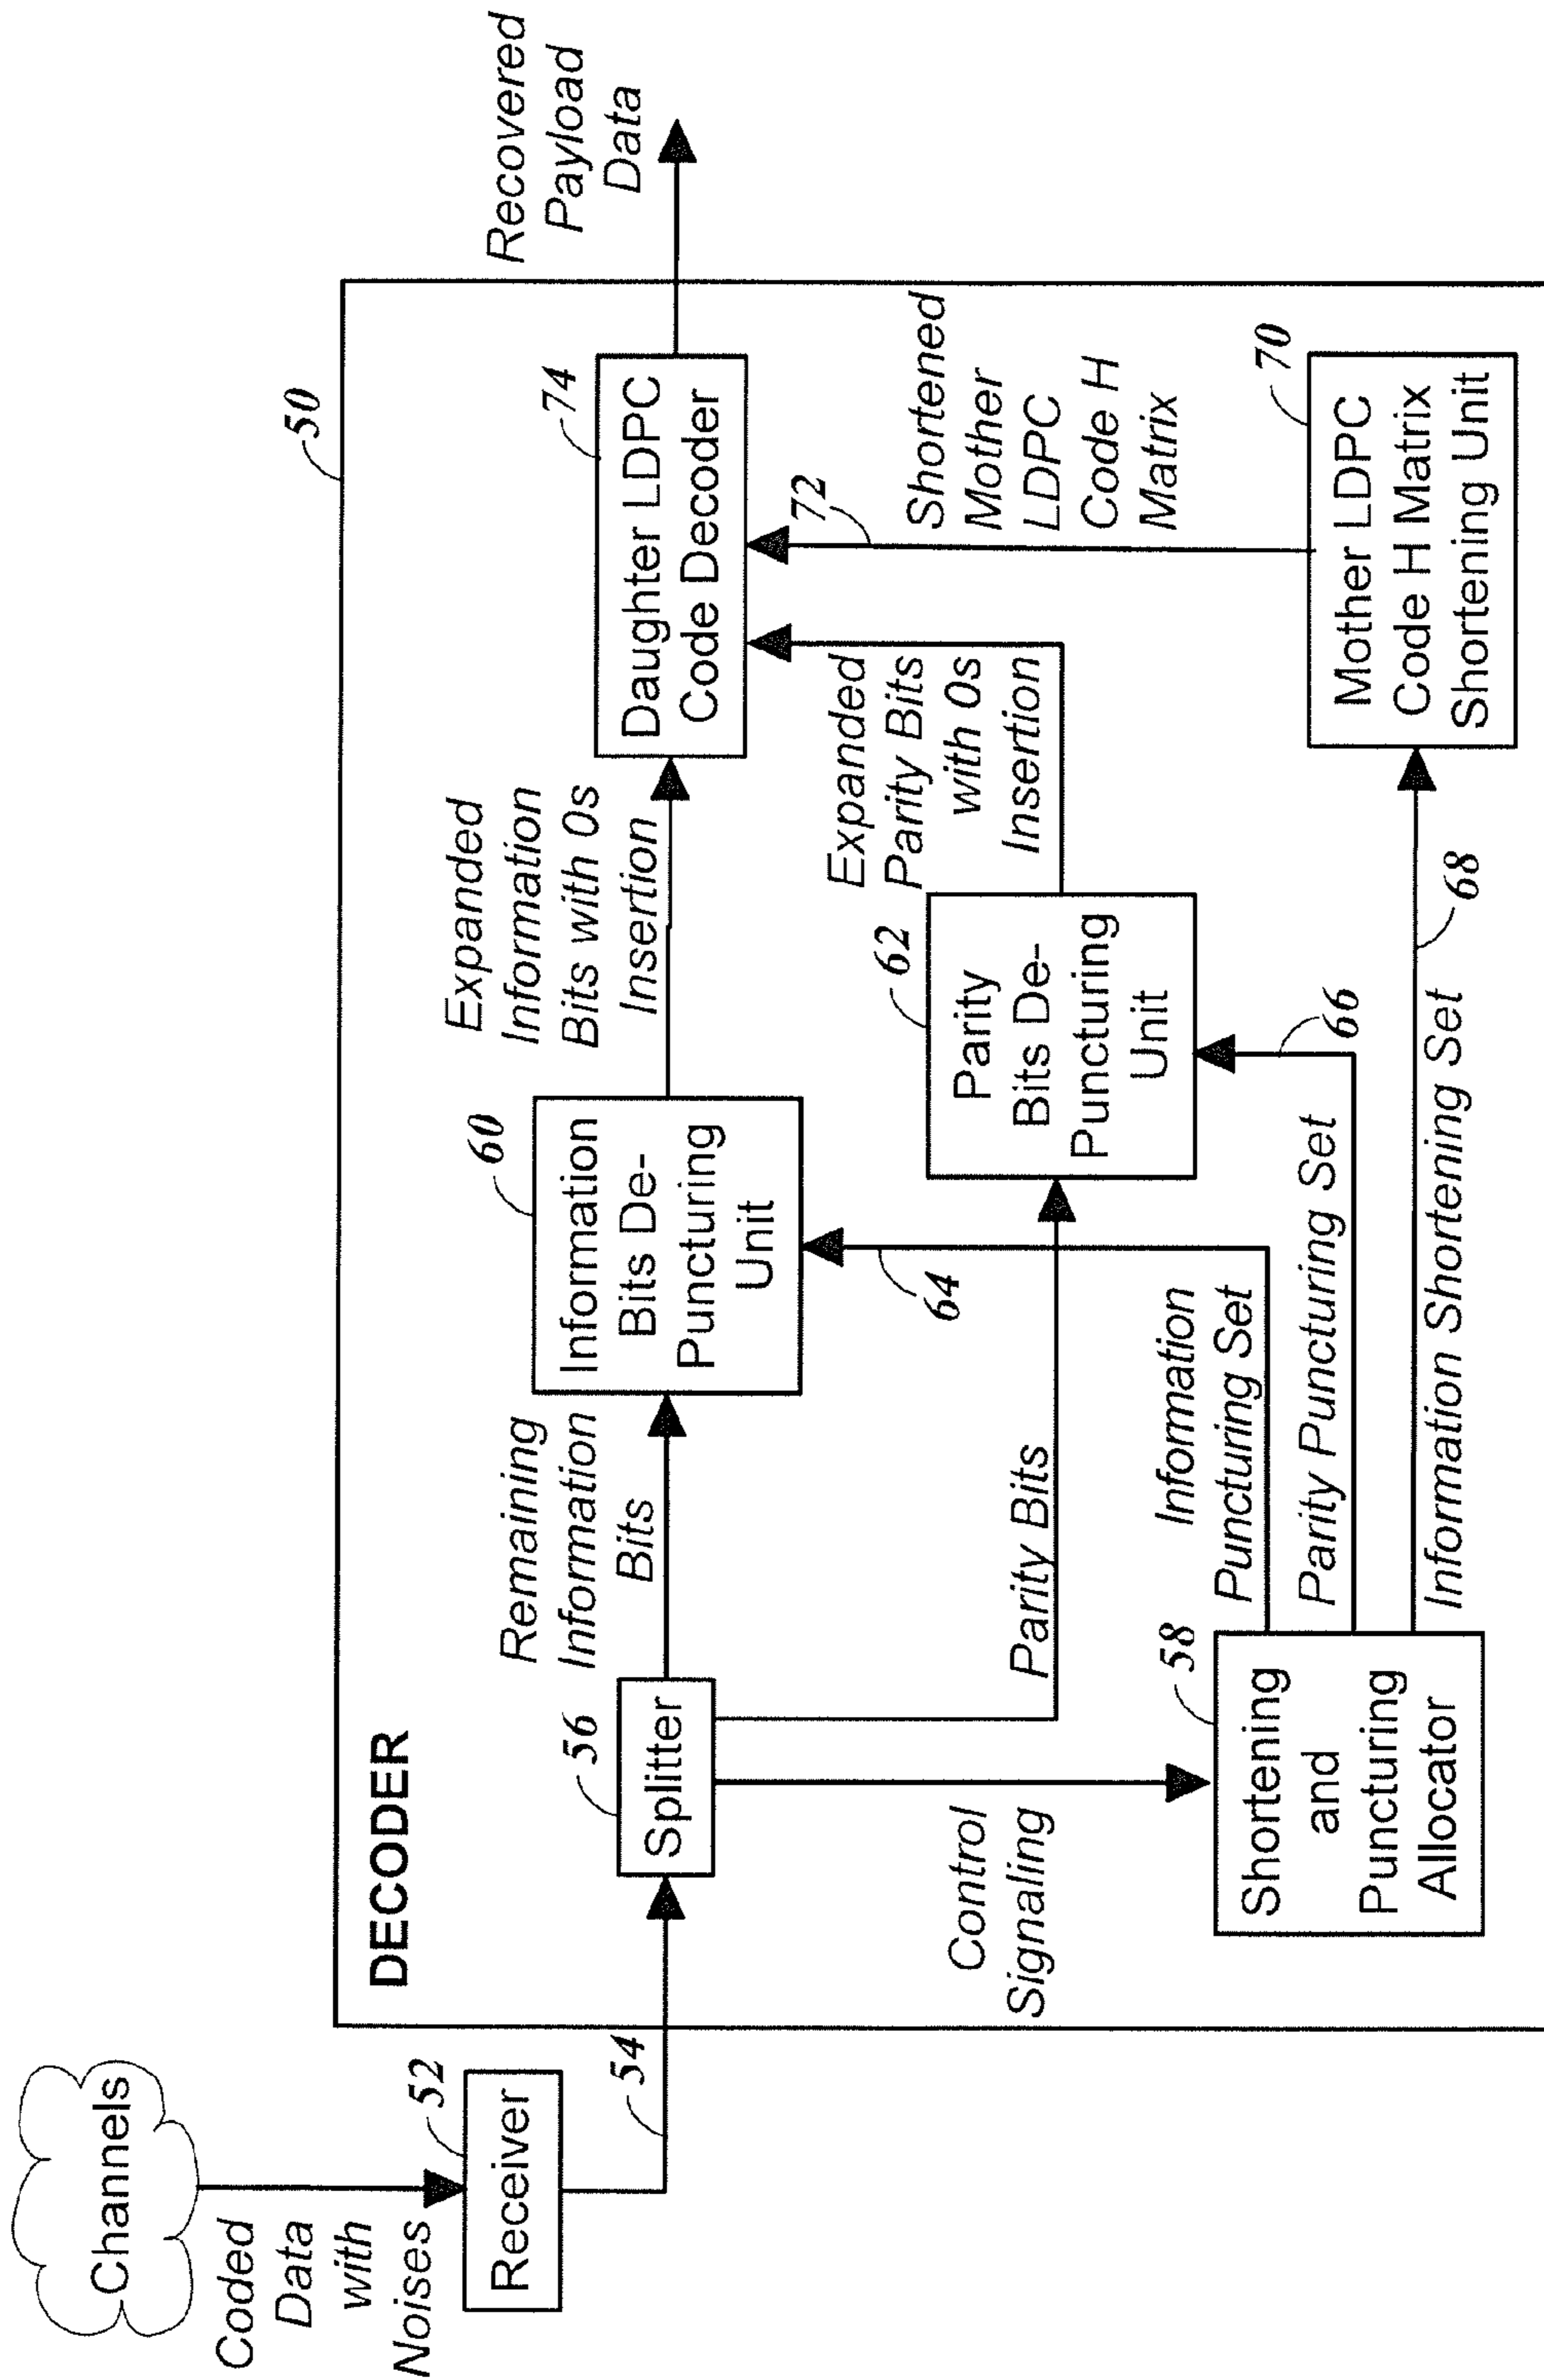 Channels
Coded
Data
with
Noises
52
Receiver
54
50
DECODER
56
Splitter
Remaining
Information
Bits
60
Information
Bits De-
Puncturing
Unit
Expanded
Information
Bits with 0s
Insertion
74
Daughter LDPC
Code Decoder
Recovered
Payload
Data
Control
Signaling
Parity Bits
64
62
Parity
Bits De-
Puncturing
Unit
Expanded
Parity Bits
with 0s
Insertion
72
Shortened
Mother
LDPC
Code H
Matrix
58
Shortening
and
Puncturing
Allocator
Information
Puncturing Set
Parity Puncturing Set
66
Information Shortening Set
68
70
Mother LDPC
Code H Matrix
Shortening Unit